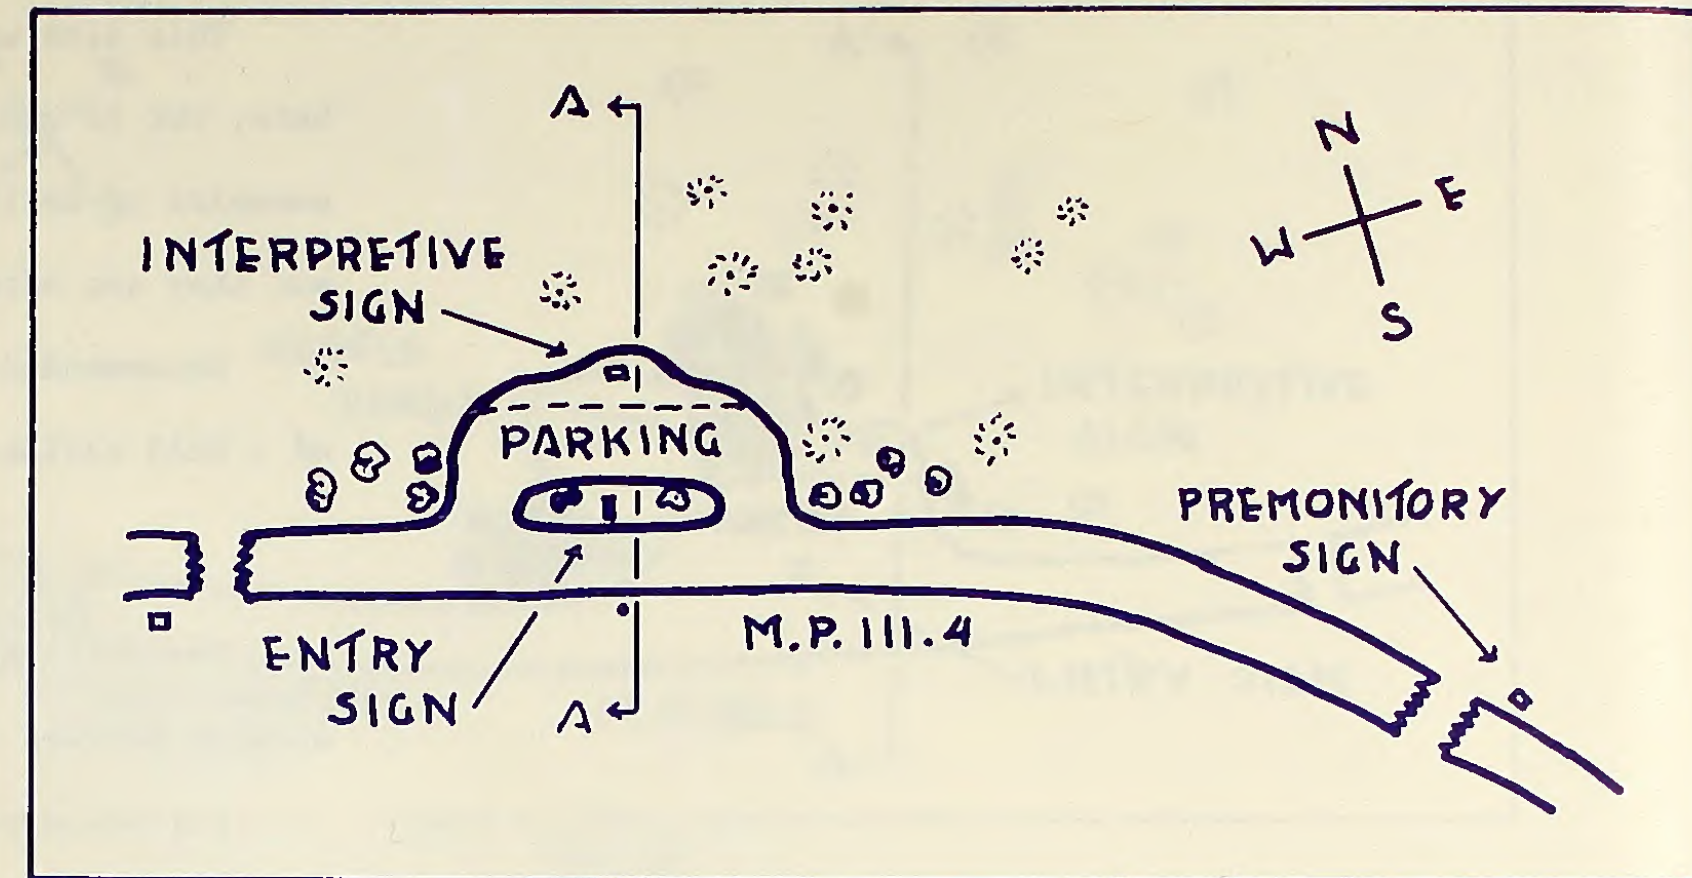 A
N
E
W
S
INTERPRETIVE
SIGN
PARKING
PREMONITORY
SIGN
ENTRY
SIGN
M.P. 111.4
A